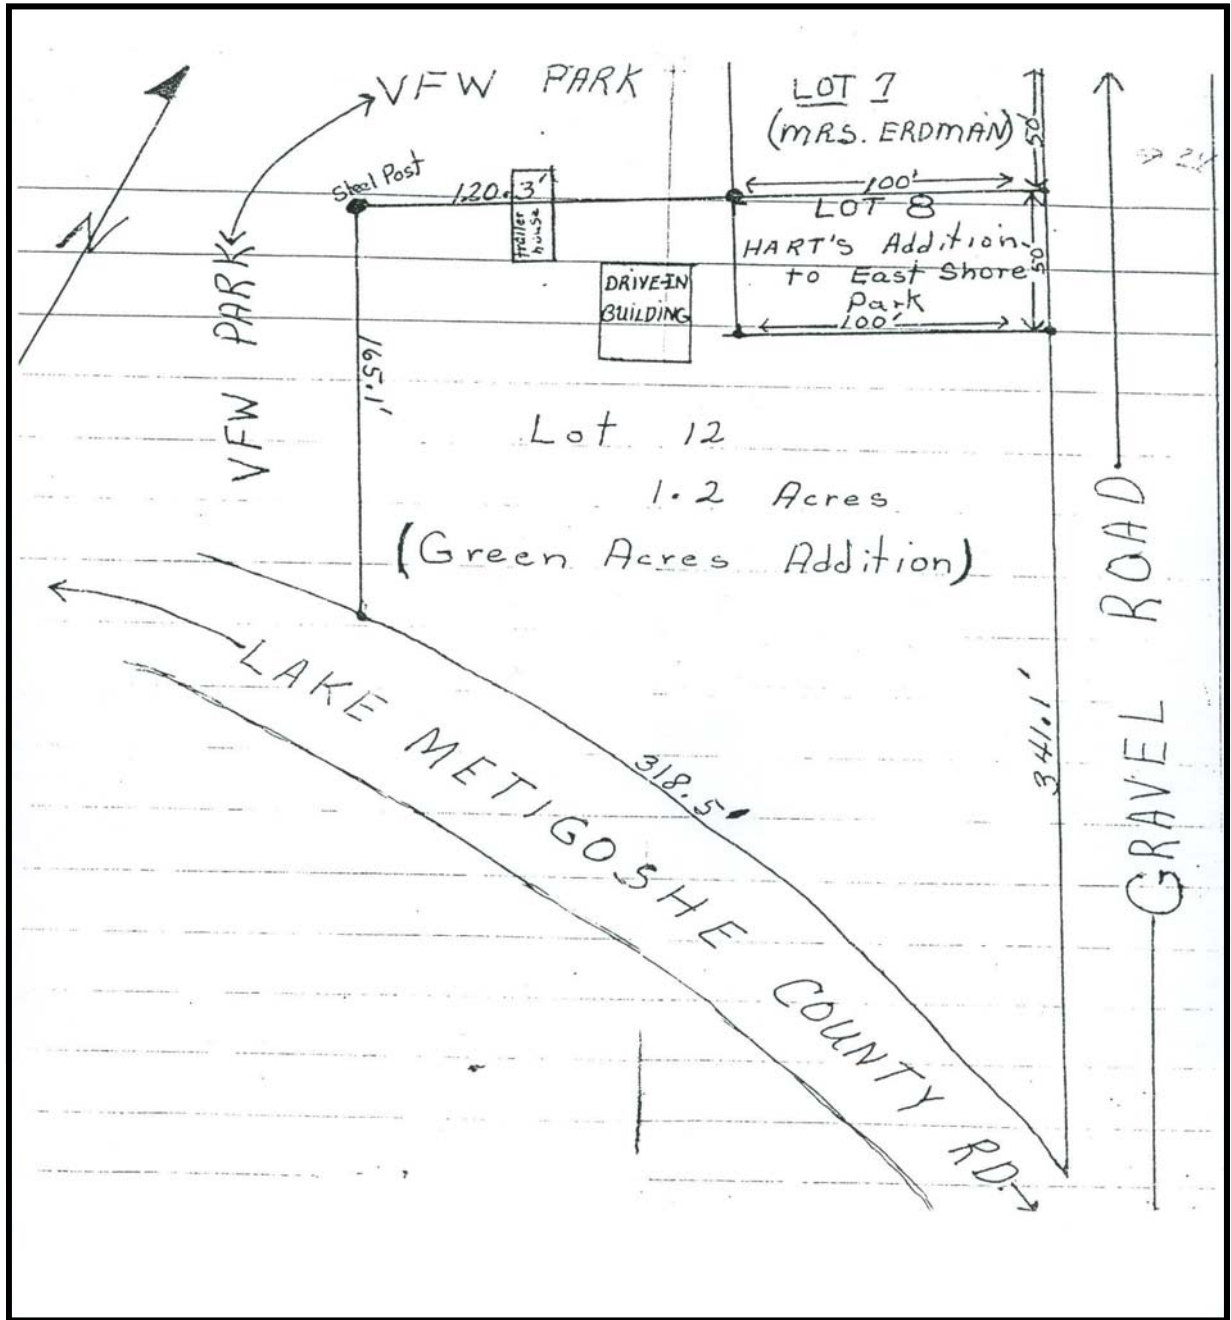 VFW PARK
LOT 7
(MRS. ERDMAN)
50'
Steel Post
120.3'
100'
trailer
house
LOT 8
HART'S Addition
to East Shore
Park
50'
100'
DRIVE-IN
BUILDING
N
VFW PARK
165.1'
Lot 12
1.2 Acres
(Green Acres Addition)
GRAVEL ROAD
341.1'
318.5'
LAKE METIGOSHE COUNTY RD.